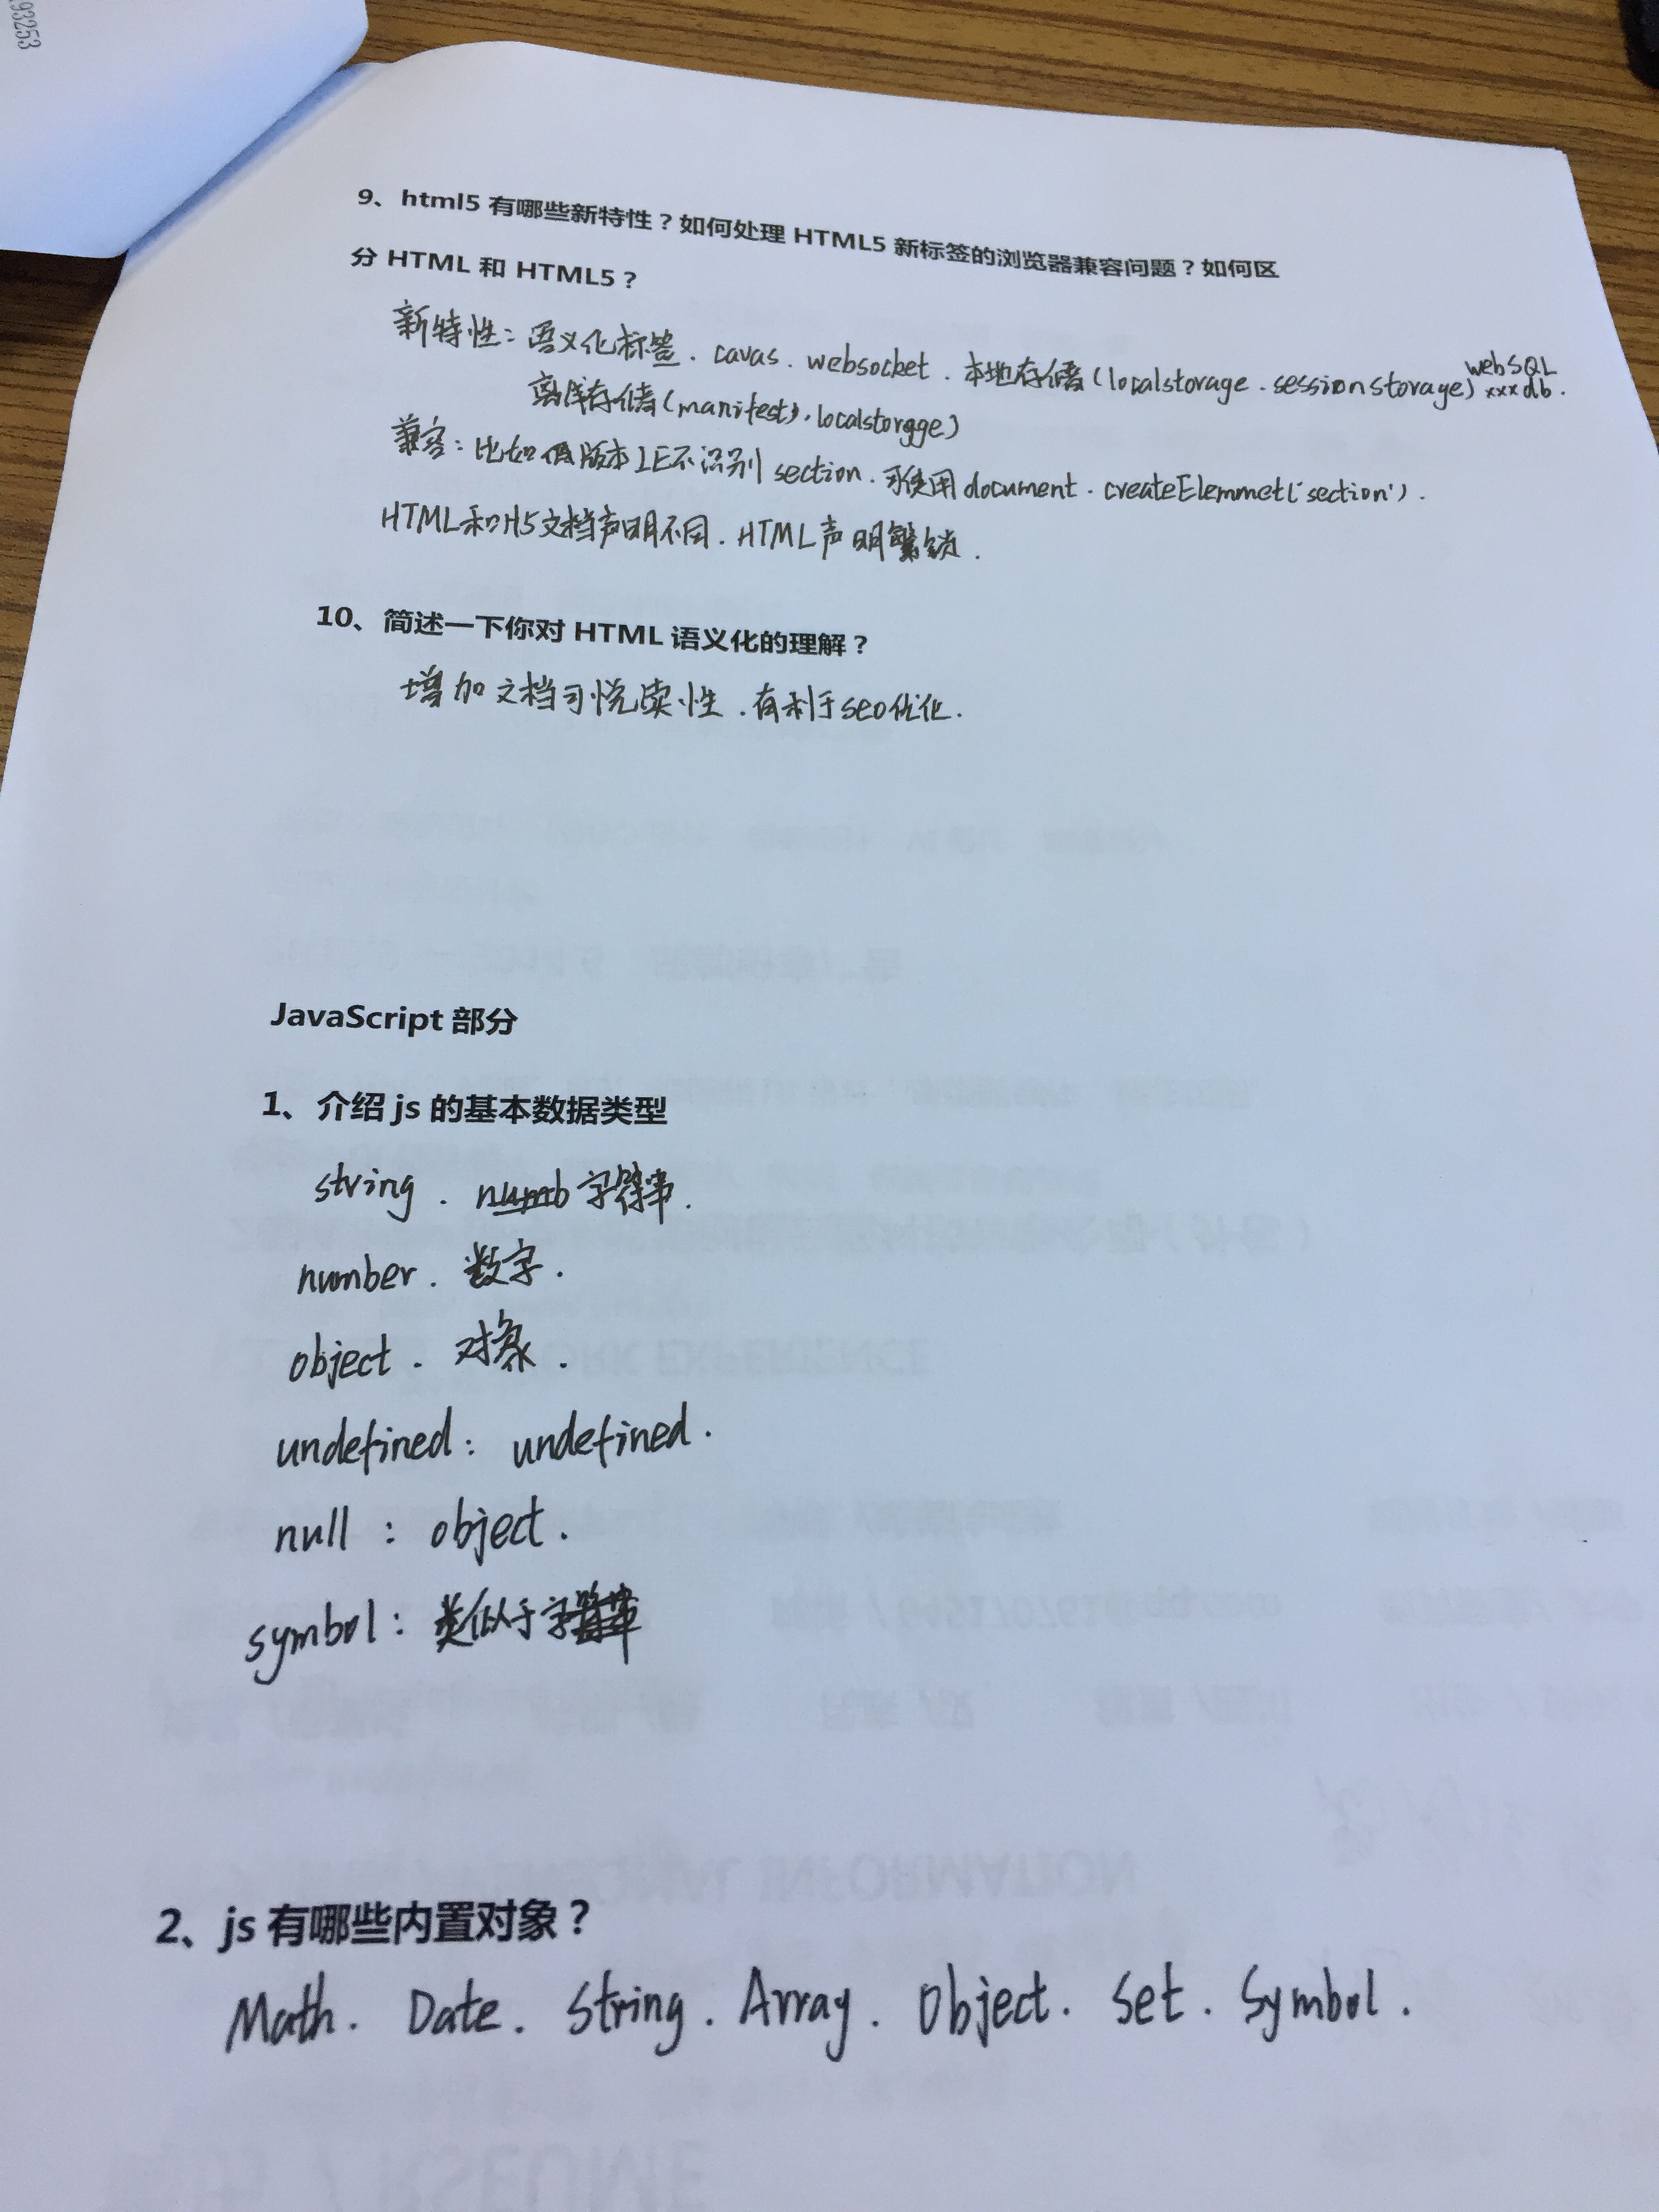 93253
9、html5 有哪些新特性？如何处理 HTML5 新标签的浏览器兼容问题？如何区
分 HTML 和 HTML5？
新特性：语义化标签．cavas．websocket．本地存储（localstorage．sessionstorage）webSQL xxxdb．
离线存储（manifest）．localstorgge）
兼容：比如低版本IE不识别 section．可使用 document．createElemmet('section')．
HTML和H5文档声明不同．HTML声明繁锁．
10、简述一下你对 HTML 语义化的理解？
增加文档可悦读性．有利于seo优化．
JavaScript 部分
1、介绍 js 的基本数据类型
string．numb 字符串．
number．数字．
object．对象．
undefined：undefined．
null：object．
symbol：类似于字符串
2、js 有哪些内置对象？
Math．Date．String．Array．Object．Set．Symbol．